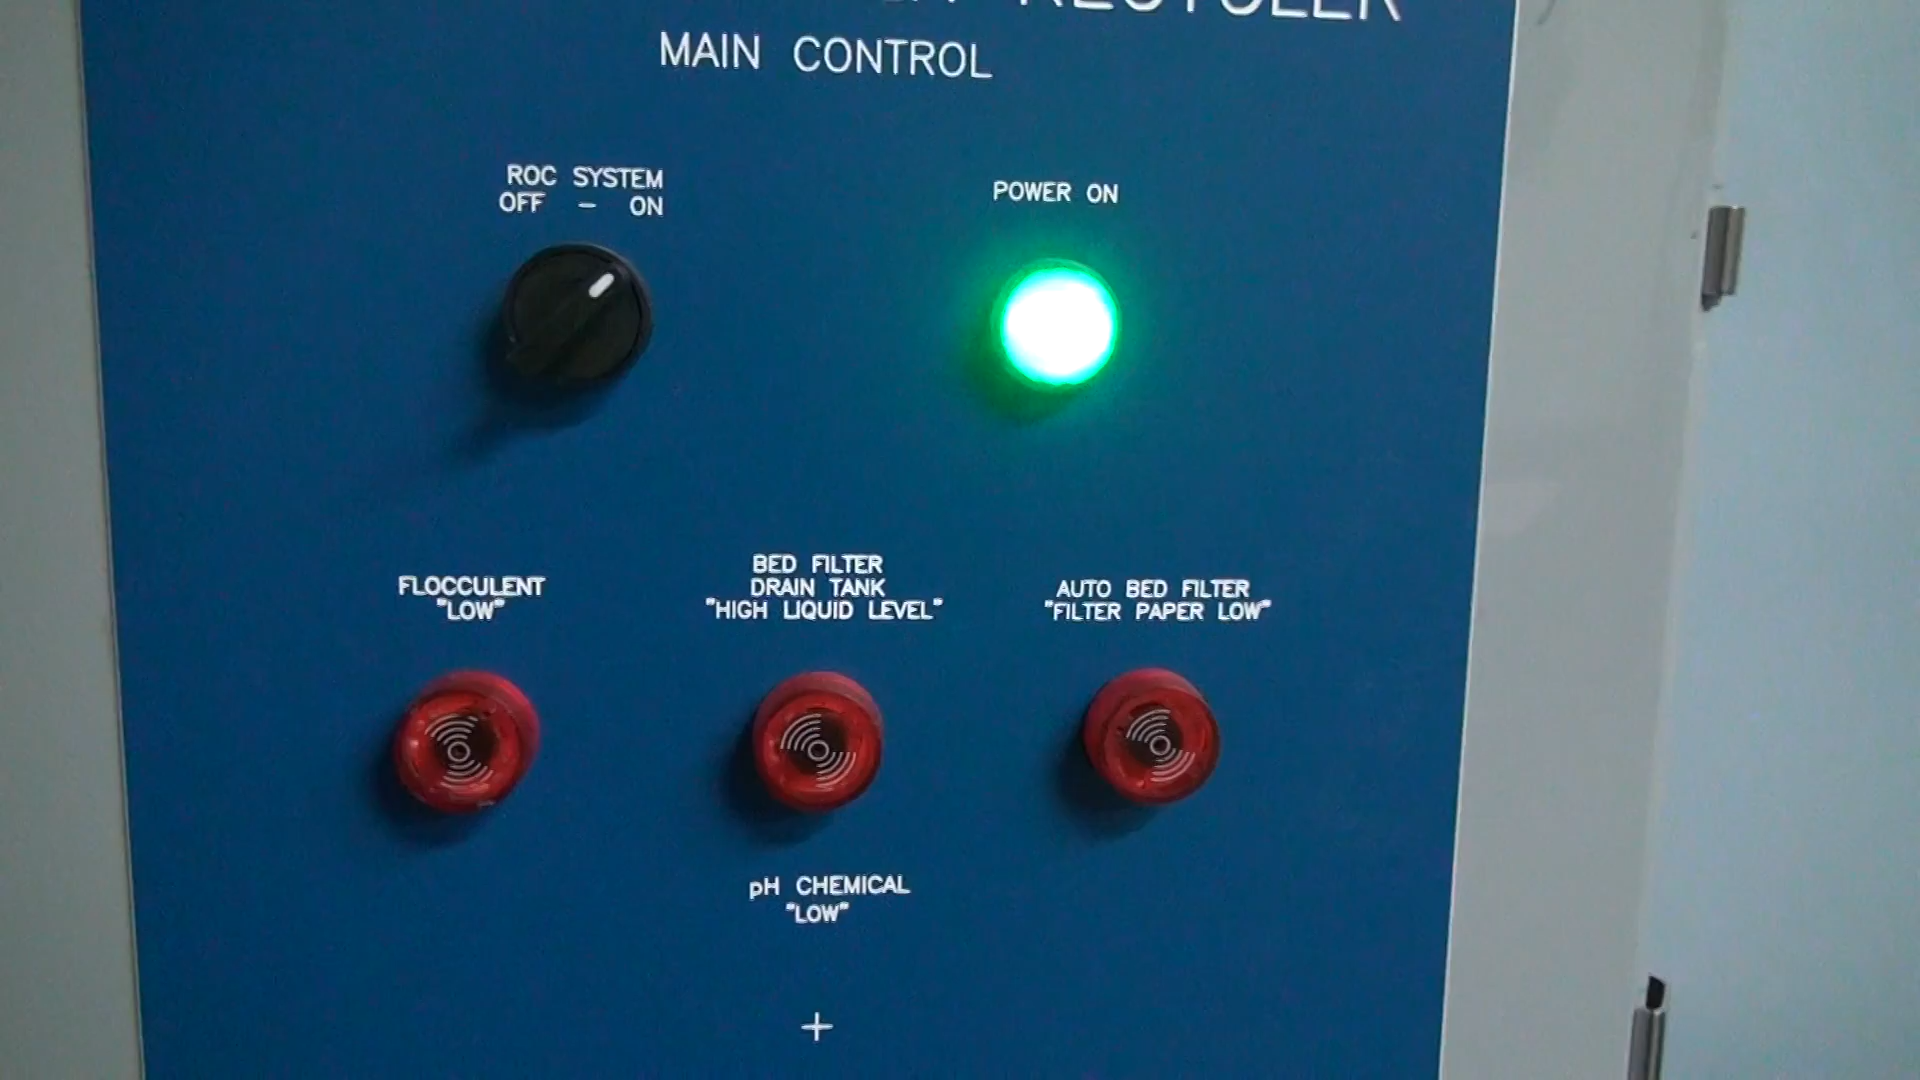 RECYCLER
MAIN CONTROL
ROC SYSTEM
OFF - ON
POWER ON
FLOCCULENT
"LOW"
BED FILTER
DRAIN TANK
"HIGH LIQUID LEVEL"
AUTO BED FILTER
"FILTER PAPER LOW"
pH CHEMICAL
"LOW"